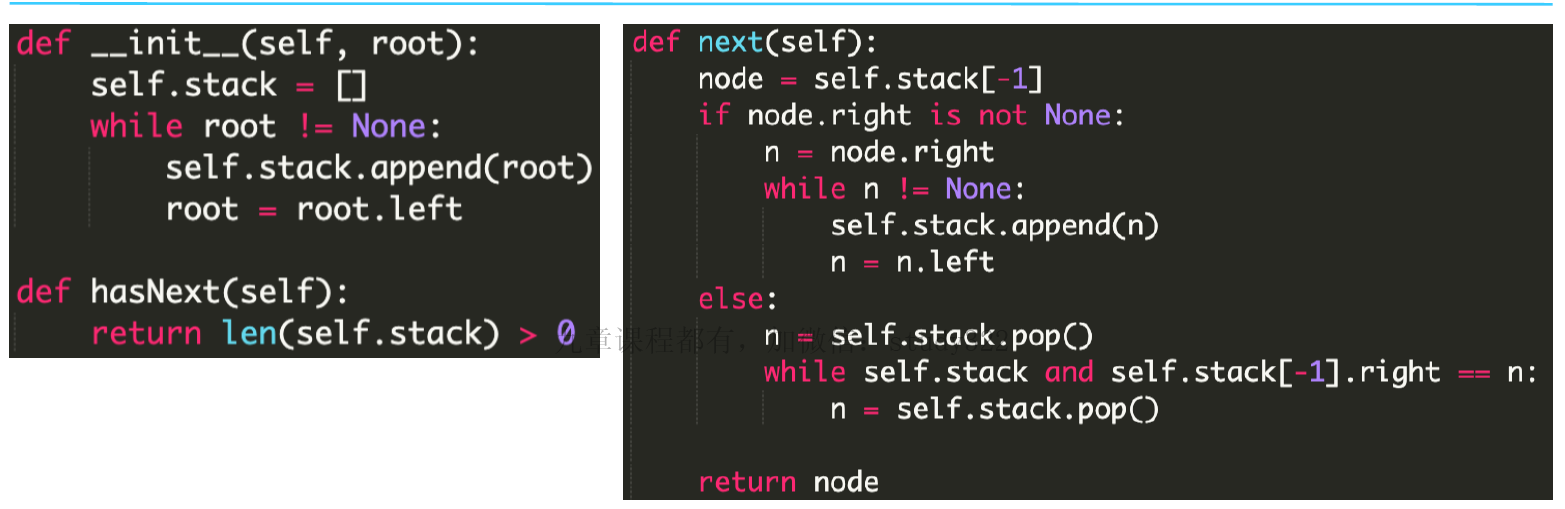 def __init__(self, root):
    self.stack = []
    while root != None:
        self.stack.append(root)
        root = root.left
def hasNext(self):
    return len(self.stack) > 0
def next(self):
    node = self.stack[-1]
    if node.right is not None:
        n = node.right
        while n != None:
            self.stack.append(n)
            n = n.left
    else:
        n = self.stack.pop()
        while self.stack and self.stack[-1].right == n:
            n = self.stack.pop()
    return node
九章课程都有，加微信：